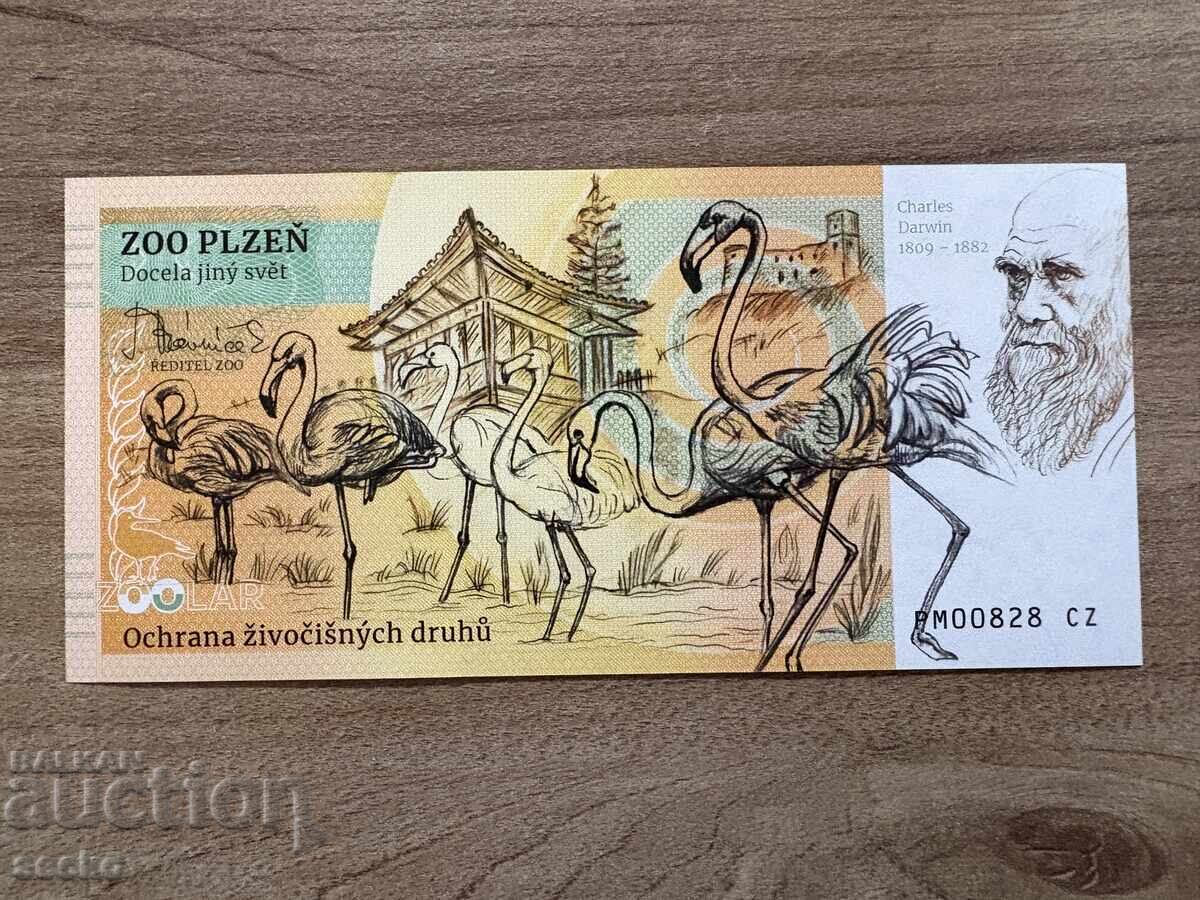 ZOO PLZEŇ
Docela jiný svět
ŘEDITEL ZOO
ZOOLAR
Ochrana živočišných druhů
Charles
Darwin
1809 – 1882
PM00828 CZ
BALKAN
auction
secko